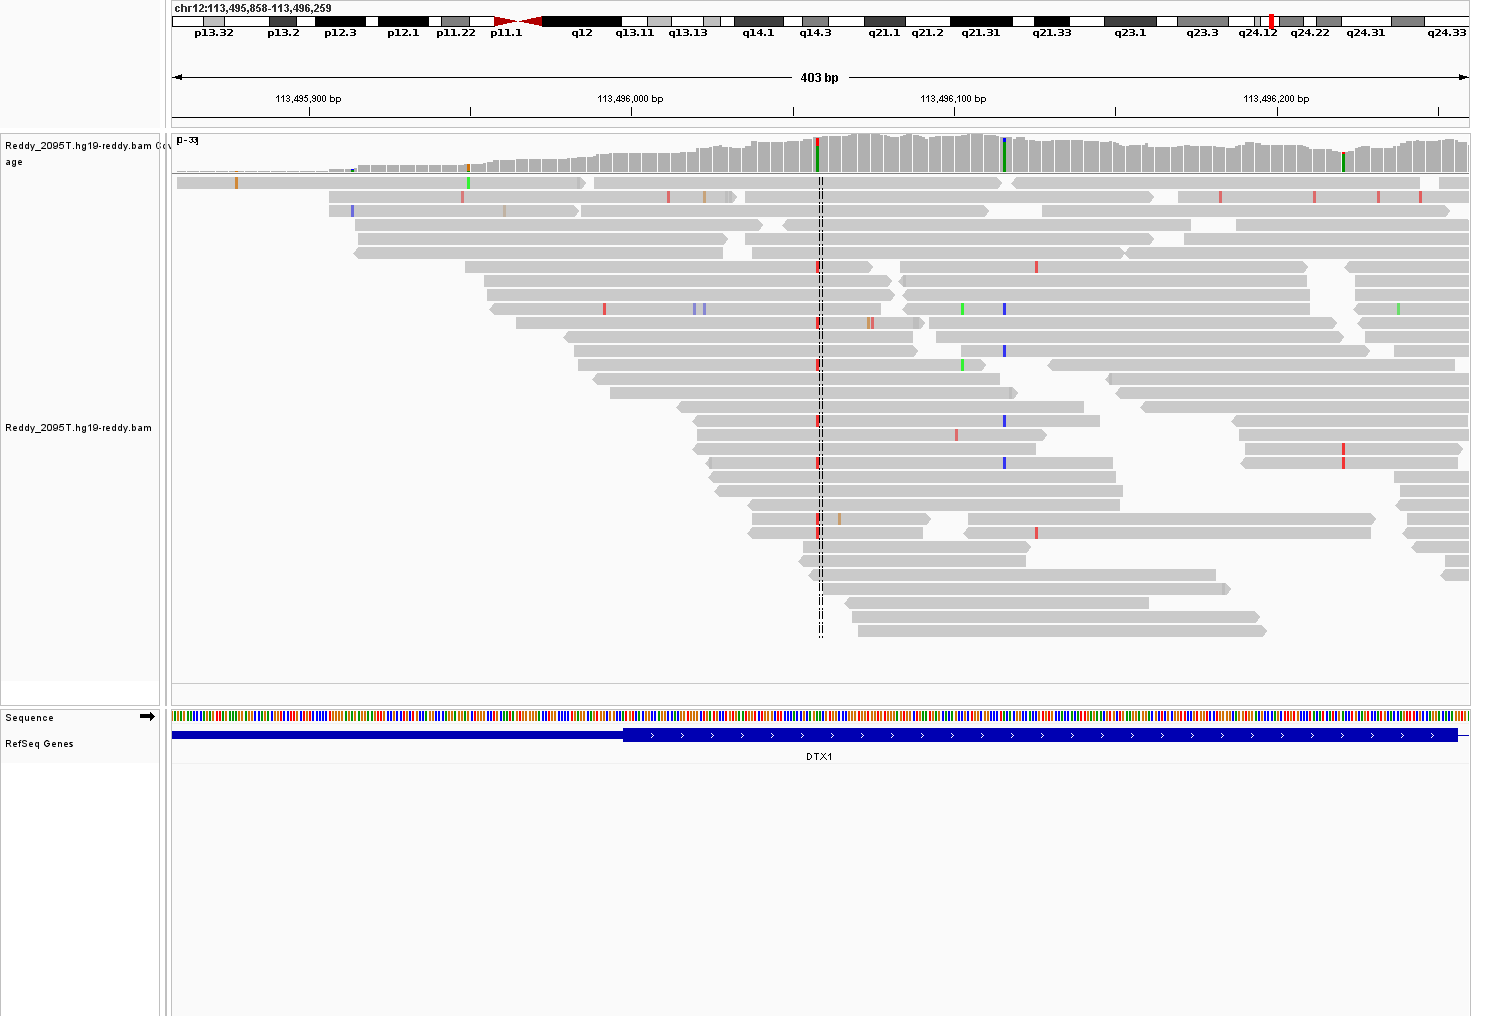 chr12:113,495,858-113,496,259
p13.32 p13.2 p12.3 p12.1 p11.22 p11.1 q12 q13.11 q13.13 q14.1 q14.3 q21.1 q21.2 q21.31 q21.33 q23.1 q23.3 q24.12 q24.22 q24.31 q24.33
403 bp
113,495,900 bp 113,496,000 bp 113,496,100 bp 113,496,200 bp
Reddy_2095T.hg19-reddy.bam Cov
age
[0-33]
Reddy_2095T.hg19-reddy.bam
Sequence
RefSeq Genes
DTX1